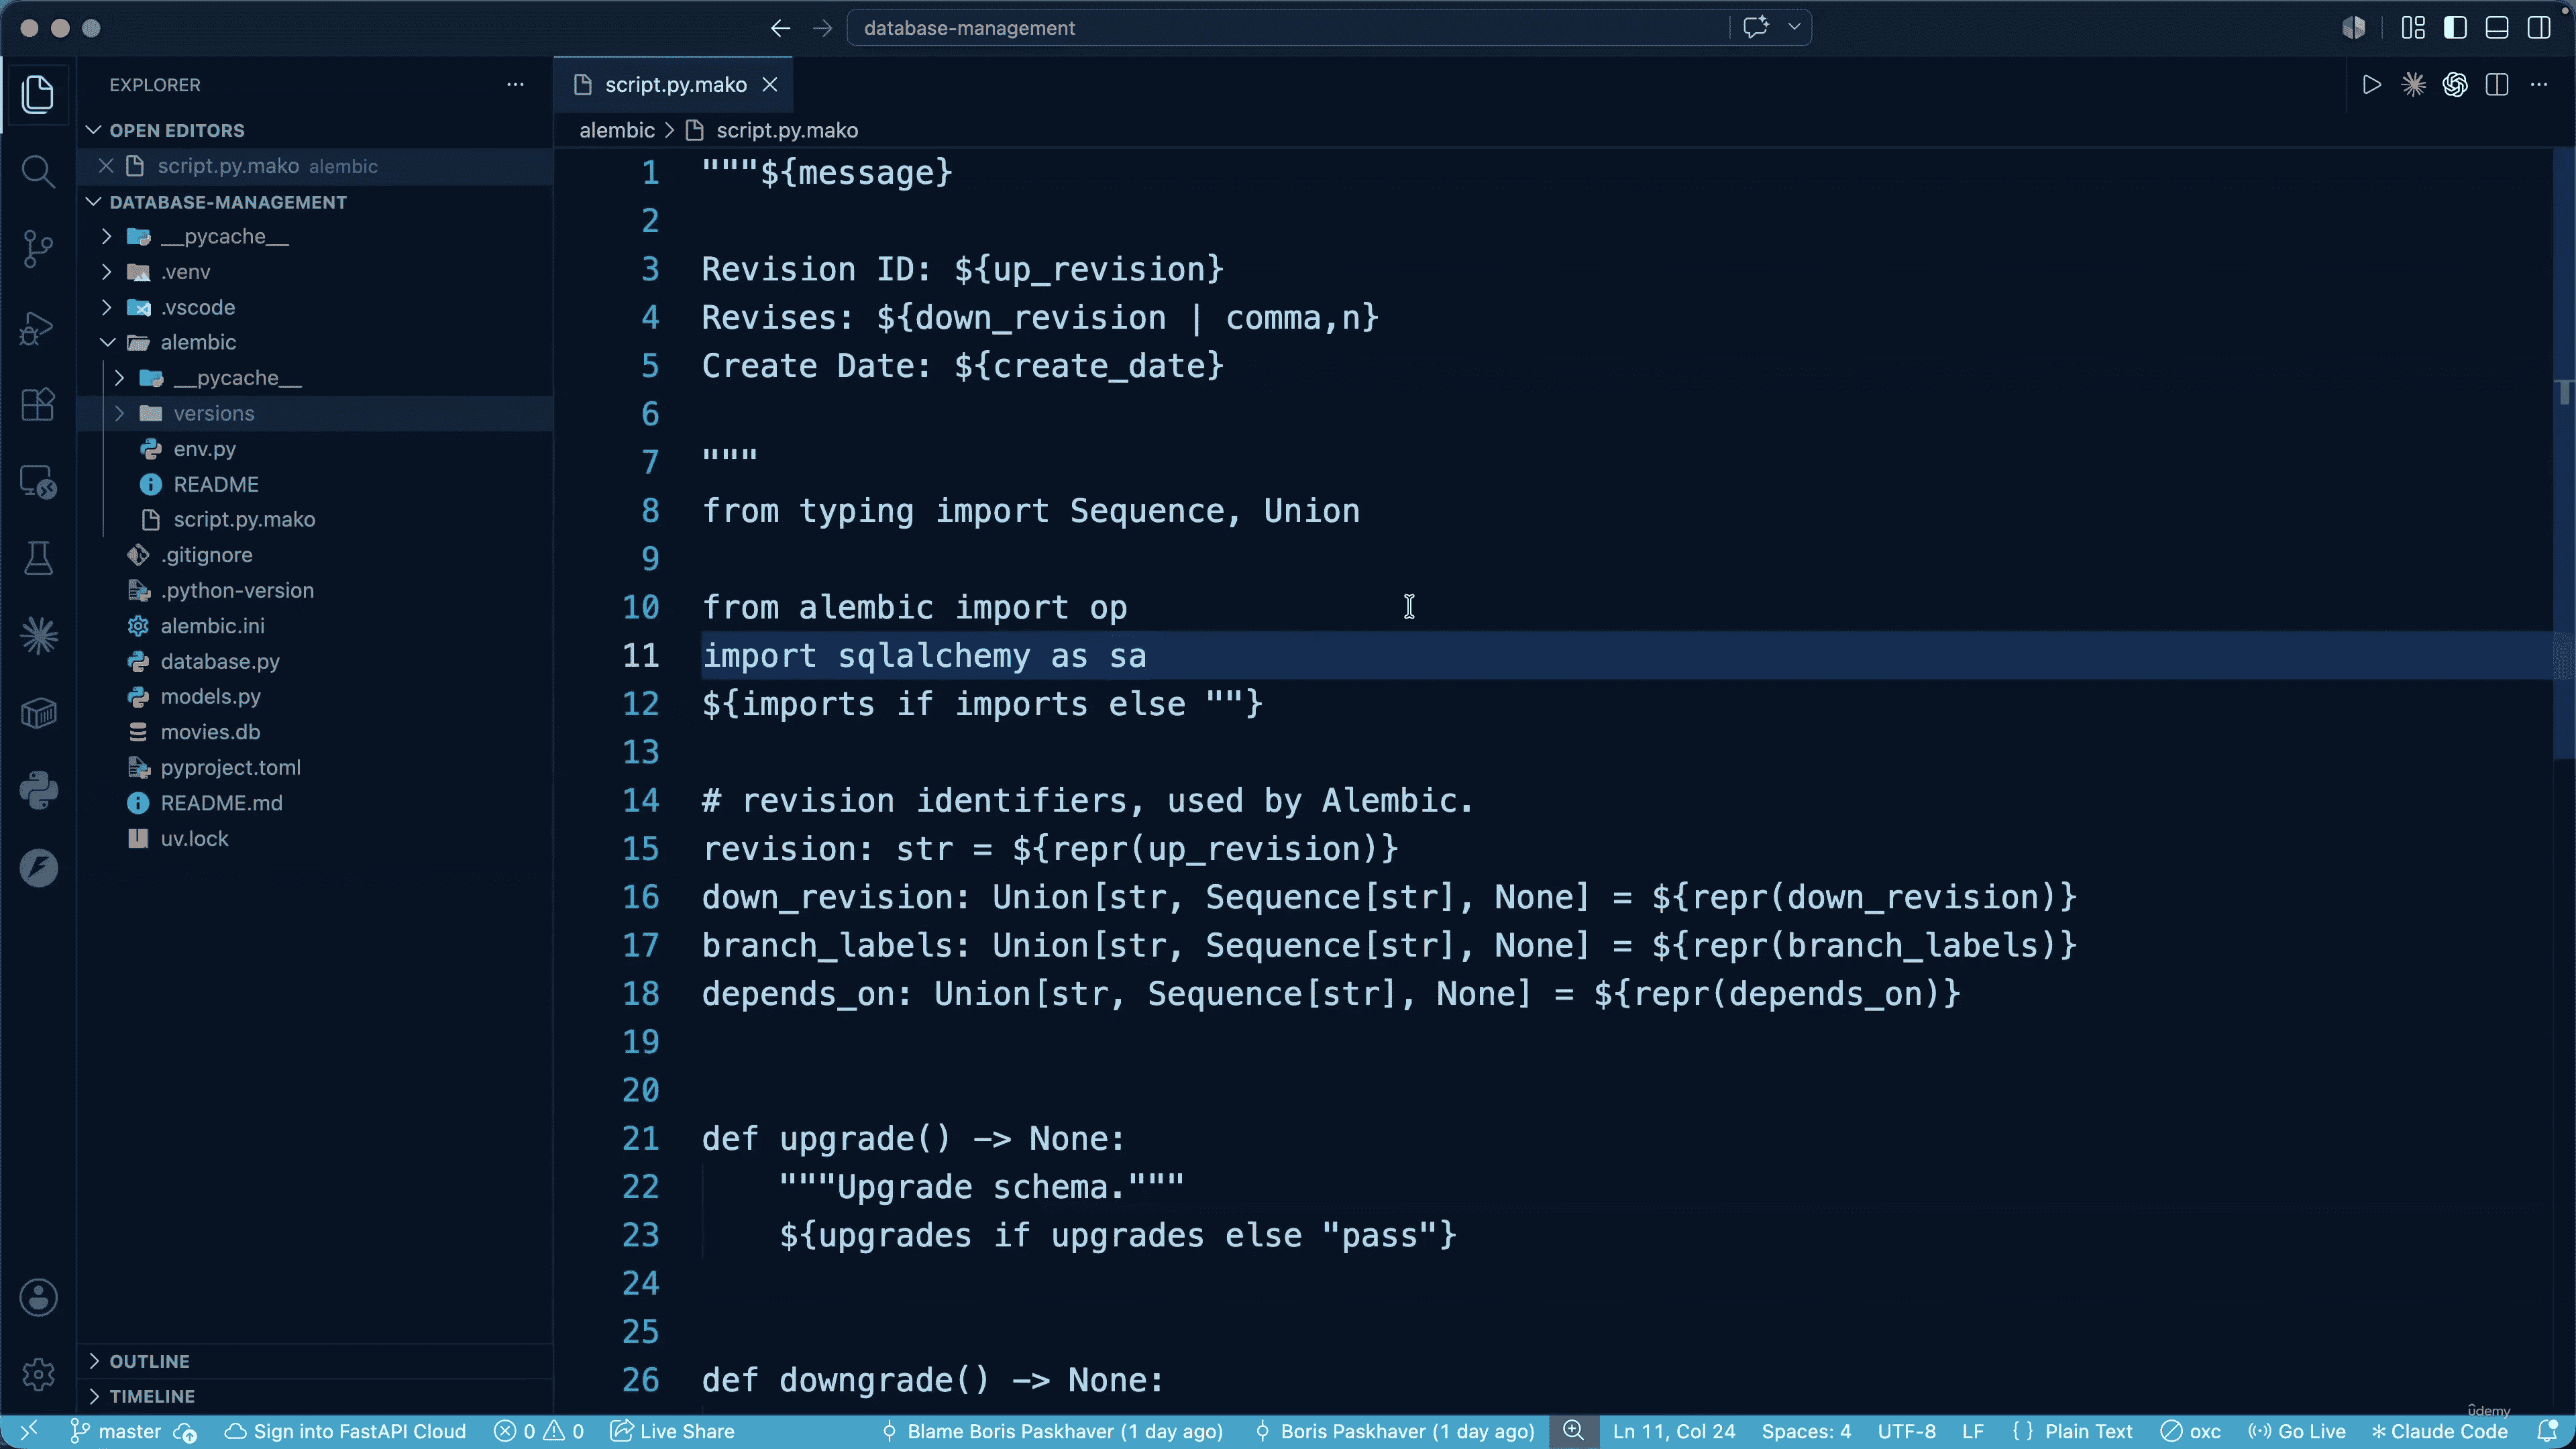 database-management
EXPLORER
script.py.mako
OPEN EDITORS
script.py.mako alembic
DATABASE-MANAGEMENT
__pycache__
.venv
.vscode
alembic
__pycache__
versions
env.py
README
script.py.mako
.gitignore
.python-version
alembic.ini
database.py
models.py
movies.db
pyproject.toml
README.md
uv.lock
OUTLINE
TIMELINE
alembic > script.py.mako
1 """${message}
2
3 Revision ID: ${up_revision}
4 Revises: ${down_revision | comma,n}
5 Create Date: ${create_date}
6
7 """
8 from typing import Sequence, Union
9
10 from alembic import op
11 import sqlalchemy as sa
12 ${imports if imports else ""}
13
14 # revision identifiers, used by Alembic.
15 revision: str = ${repr(up_revision)}
16 down_revision: Union[str, Sequence[str], None] = ${repr(down_revision)}
17 branch_labels: Union[str, Sequence[str], None] = ${repr(branch_labels)}
18 depends_on: Union[str, Sequence[str], None] = ${repr(depends_on)}
19
20
21 def upgrade() -> None:
22 """Upgrade schema."""
23 ${upgrades if upgrades else "pass"}
24
25
26 def downgrade() -> None:
udemy
master Sign into FastAPI Cloud 0 0 Live Share Blame Boris Paskhaver (1 day ago) Boris Paskhaver (1 day ago) Ln 11, Col 24 Spaces: 4 UTF-8 LF { } Plain Text oxc Go Live Claude Code